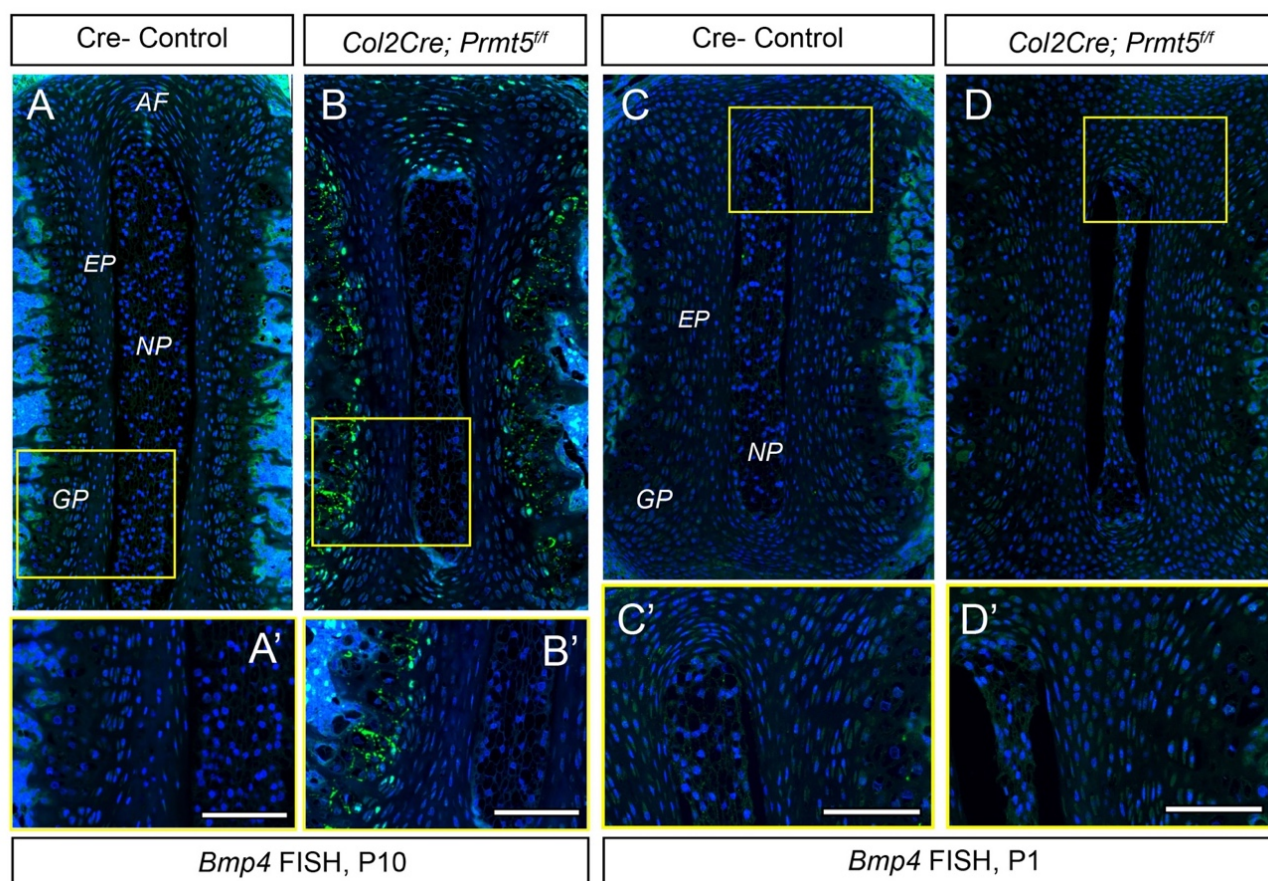 Cre- Control
Col2Cre; Prmt5f/f
Cre- Control
Col2Cre; Prmt5f/f
A
AF
EP
NP
GP
B
C
EP
NP
GP
D
A’
B’
C’
D’
Bmp4 FISH, P10
Bmp4 FISH, P1